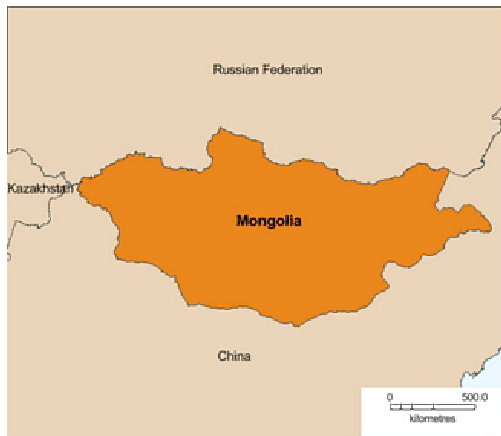 Russian Federation
Kazakhstan
Mongolia
China
0 500.0
kilometres